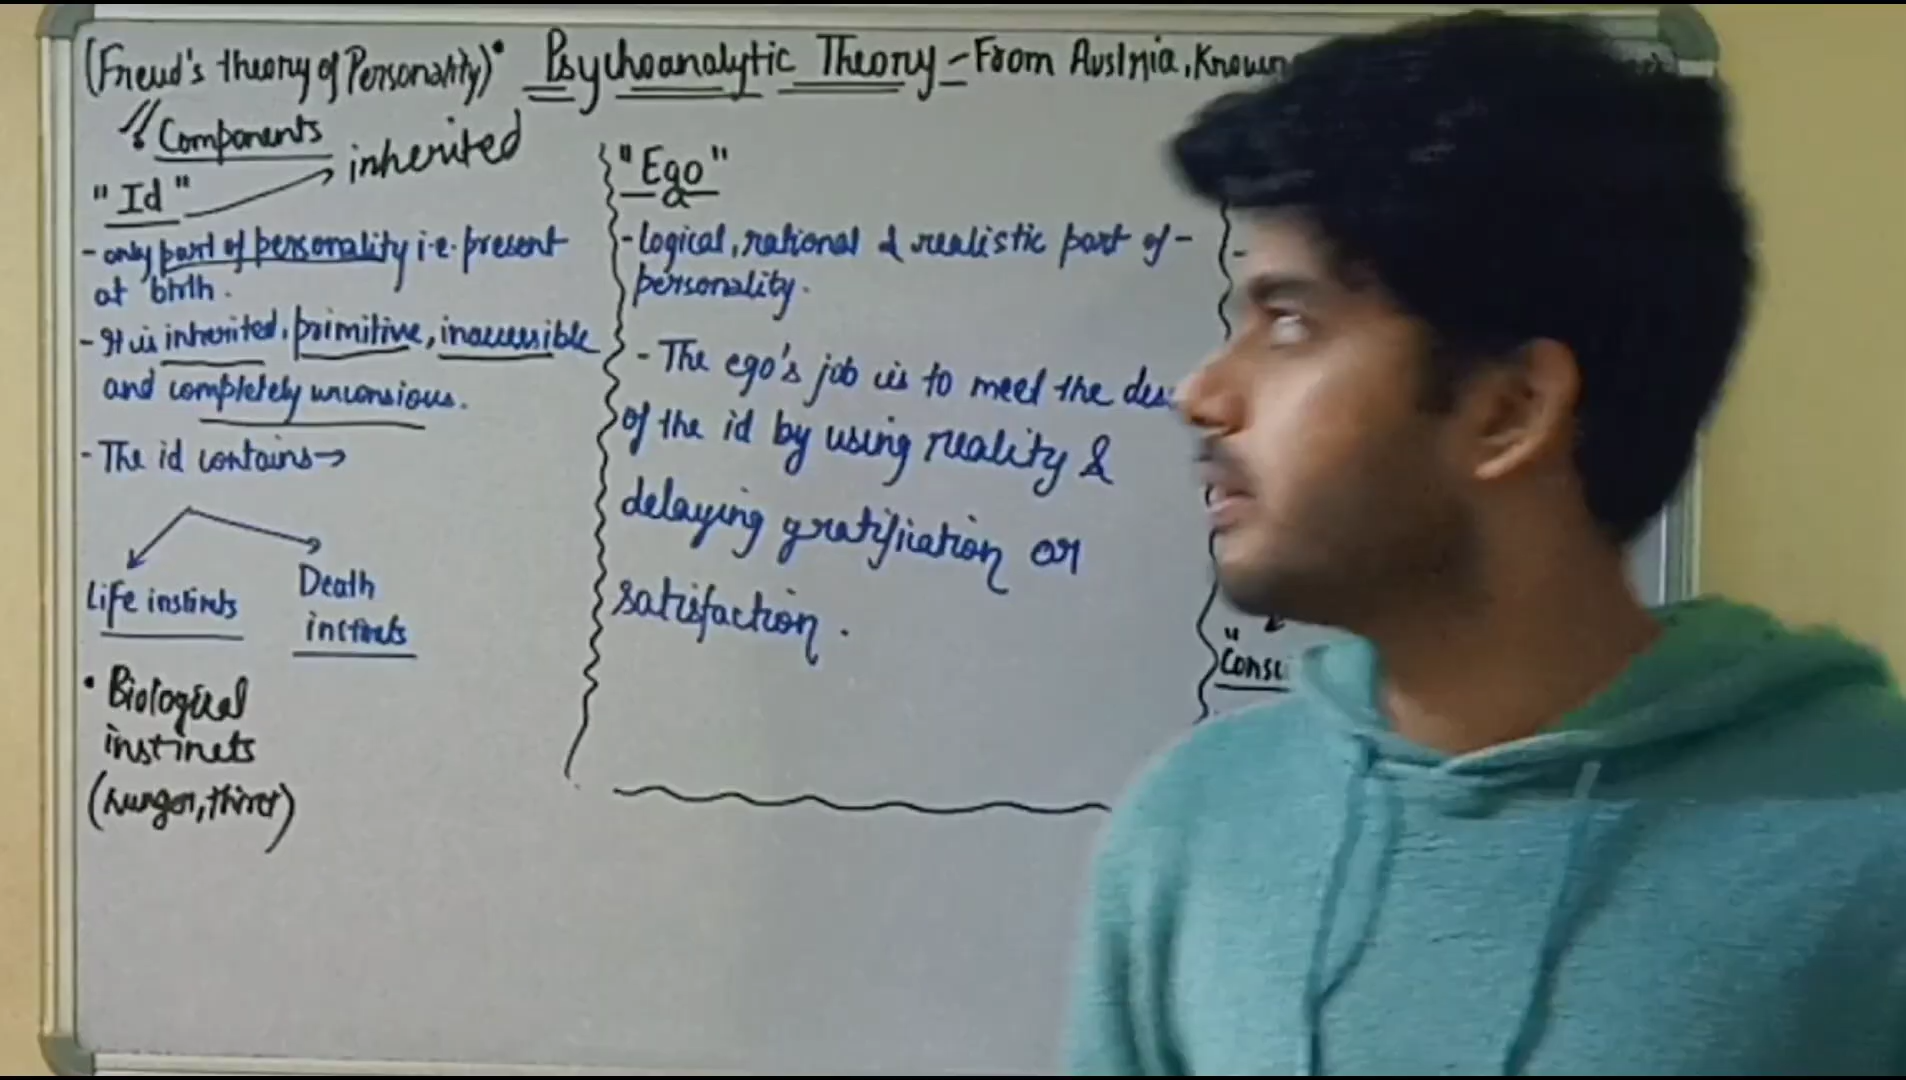 (Freud's theory of Personality)• Psychoanalytic Theory - From Austria, Known
Components
inherited
"Id"
- only part of personality i.e. present
at birth.
- It is inherited, primitive, inaccessible
and completely unconsious.
- The id contains→
Life instincts
Death
instincts
• Biological
instincts
(hunger, thirst)
"Ego"
- logical, rational & realistic part of -
personality.
- The ego's job is to meet the
of the id by using reality &
delaying gratification or
satisfaction.